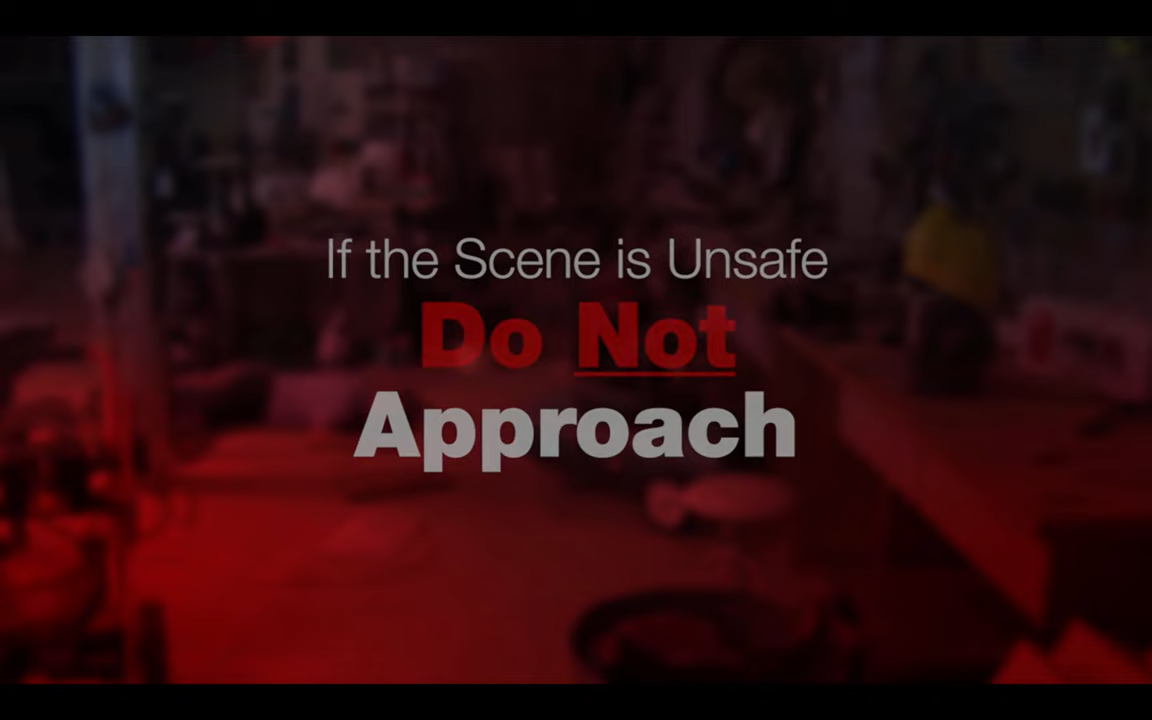 If the Scene is Unsafe
Do Not
Approach